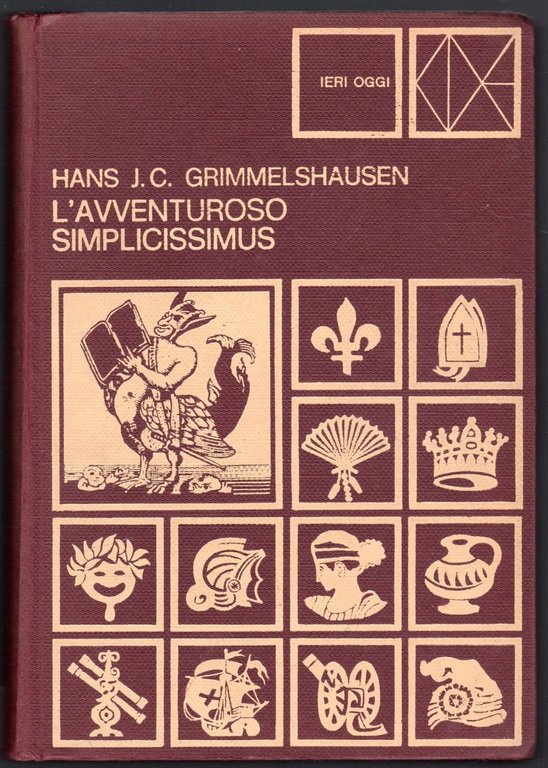 IERI OGGI
HANS J.C. GRIMMELSHAUSEN
L'AVVENTUROSO
SIMPLICISSIMUS